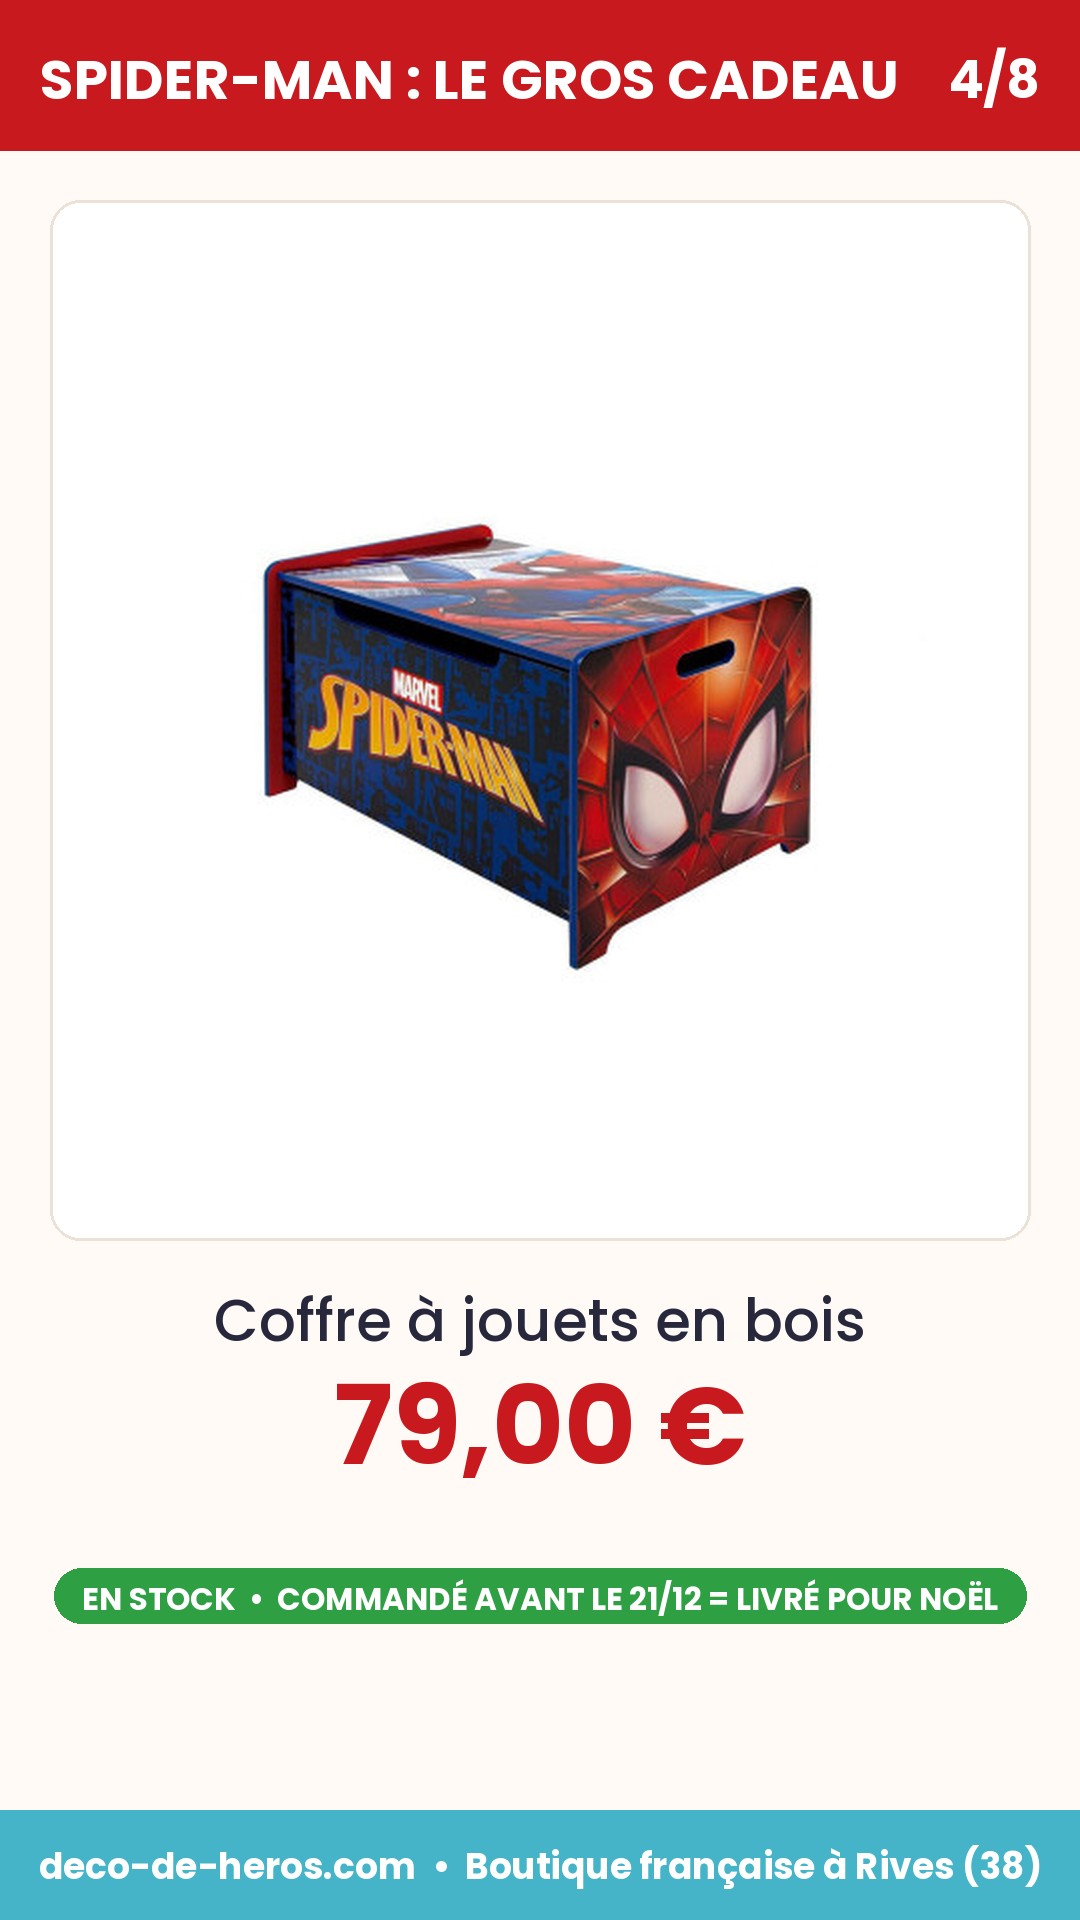 SPIDER-MAN : LE GROS CADEAU 4/8
MARVEL
SPIDER-MAN
Coffre à jouets en bois
79,00 €
EN STOCK • COMMANDÉ AVANT LE 21/12 = LIVRÉ POUR NOËL
deco-de-heros.com • Boutique française à Rives (38)